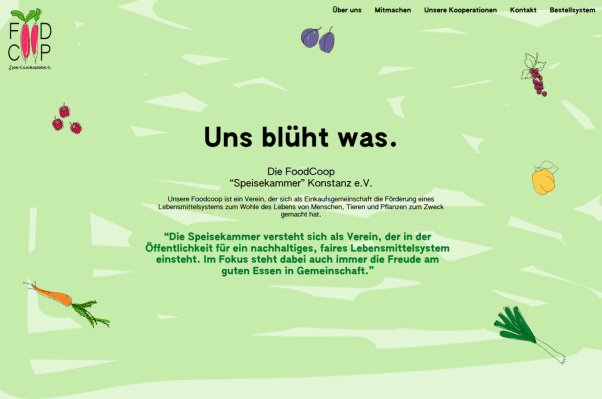 FOOD
COOP
Speisekammer
Über uns Mitmachen Unsere Kooperationen Kontakt Bestellsystem
Uns blüht was.
Die FoodCoop
“Speisekammer” Konstanz e.V.
Unsere Foodcoop ist ein Verein, der sich als Einkaufsgemeinschaft die Förderung eines
Lebensmittelsystems zum Wohle des Lebens von Menschen, Tieren und Pflanzen zum Zweck
gemacht hat.
“Die Speisekammer versteht sich als Verein, der in der
Öffentlichkeit für ein nachhaltiges, faires Lebensmittelsystem
einsteht. Im Fokus steht dabei auch immer die Freude am
guten Essen in Gemeinschaft.”